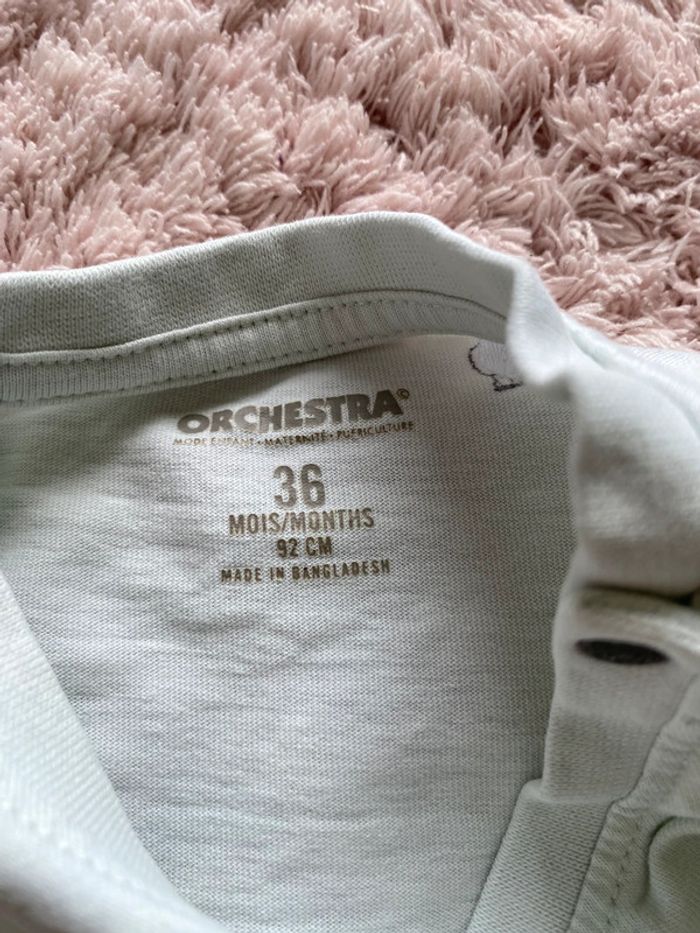 ORCHESTRA©
MODE ENFANT • MATERNITÉ • PUÉRICULTURE
36
MOIS/MONTHS
92 CM
MADE IN BANGLADESH